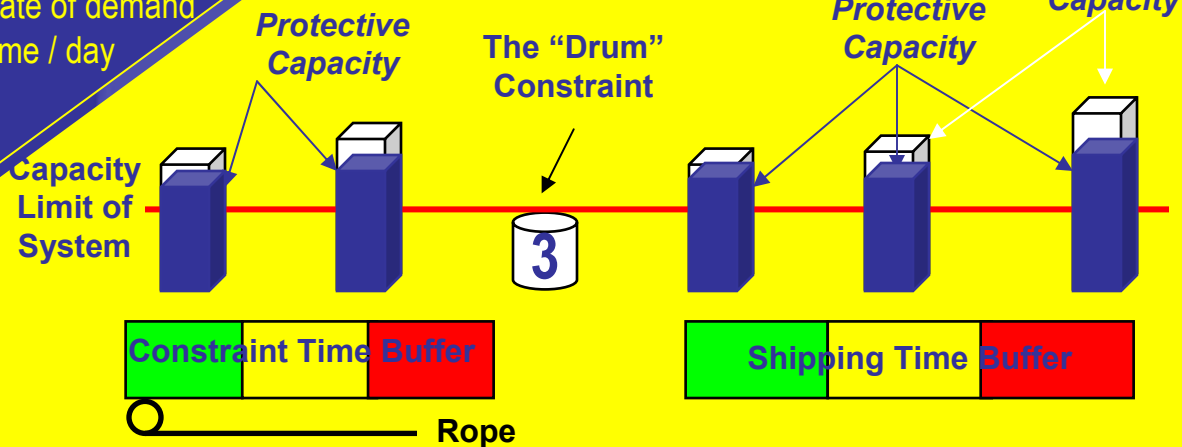 ate of demand
me / day
Protective
Capacity
The “Drum”
Constraint
Protective
Capacity
Capacity
Capacity
Limit of
System
3
Constraint Time Buffer
Shipping Time Buffer
Rope